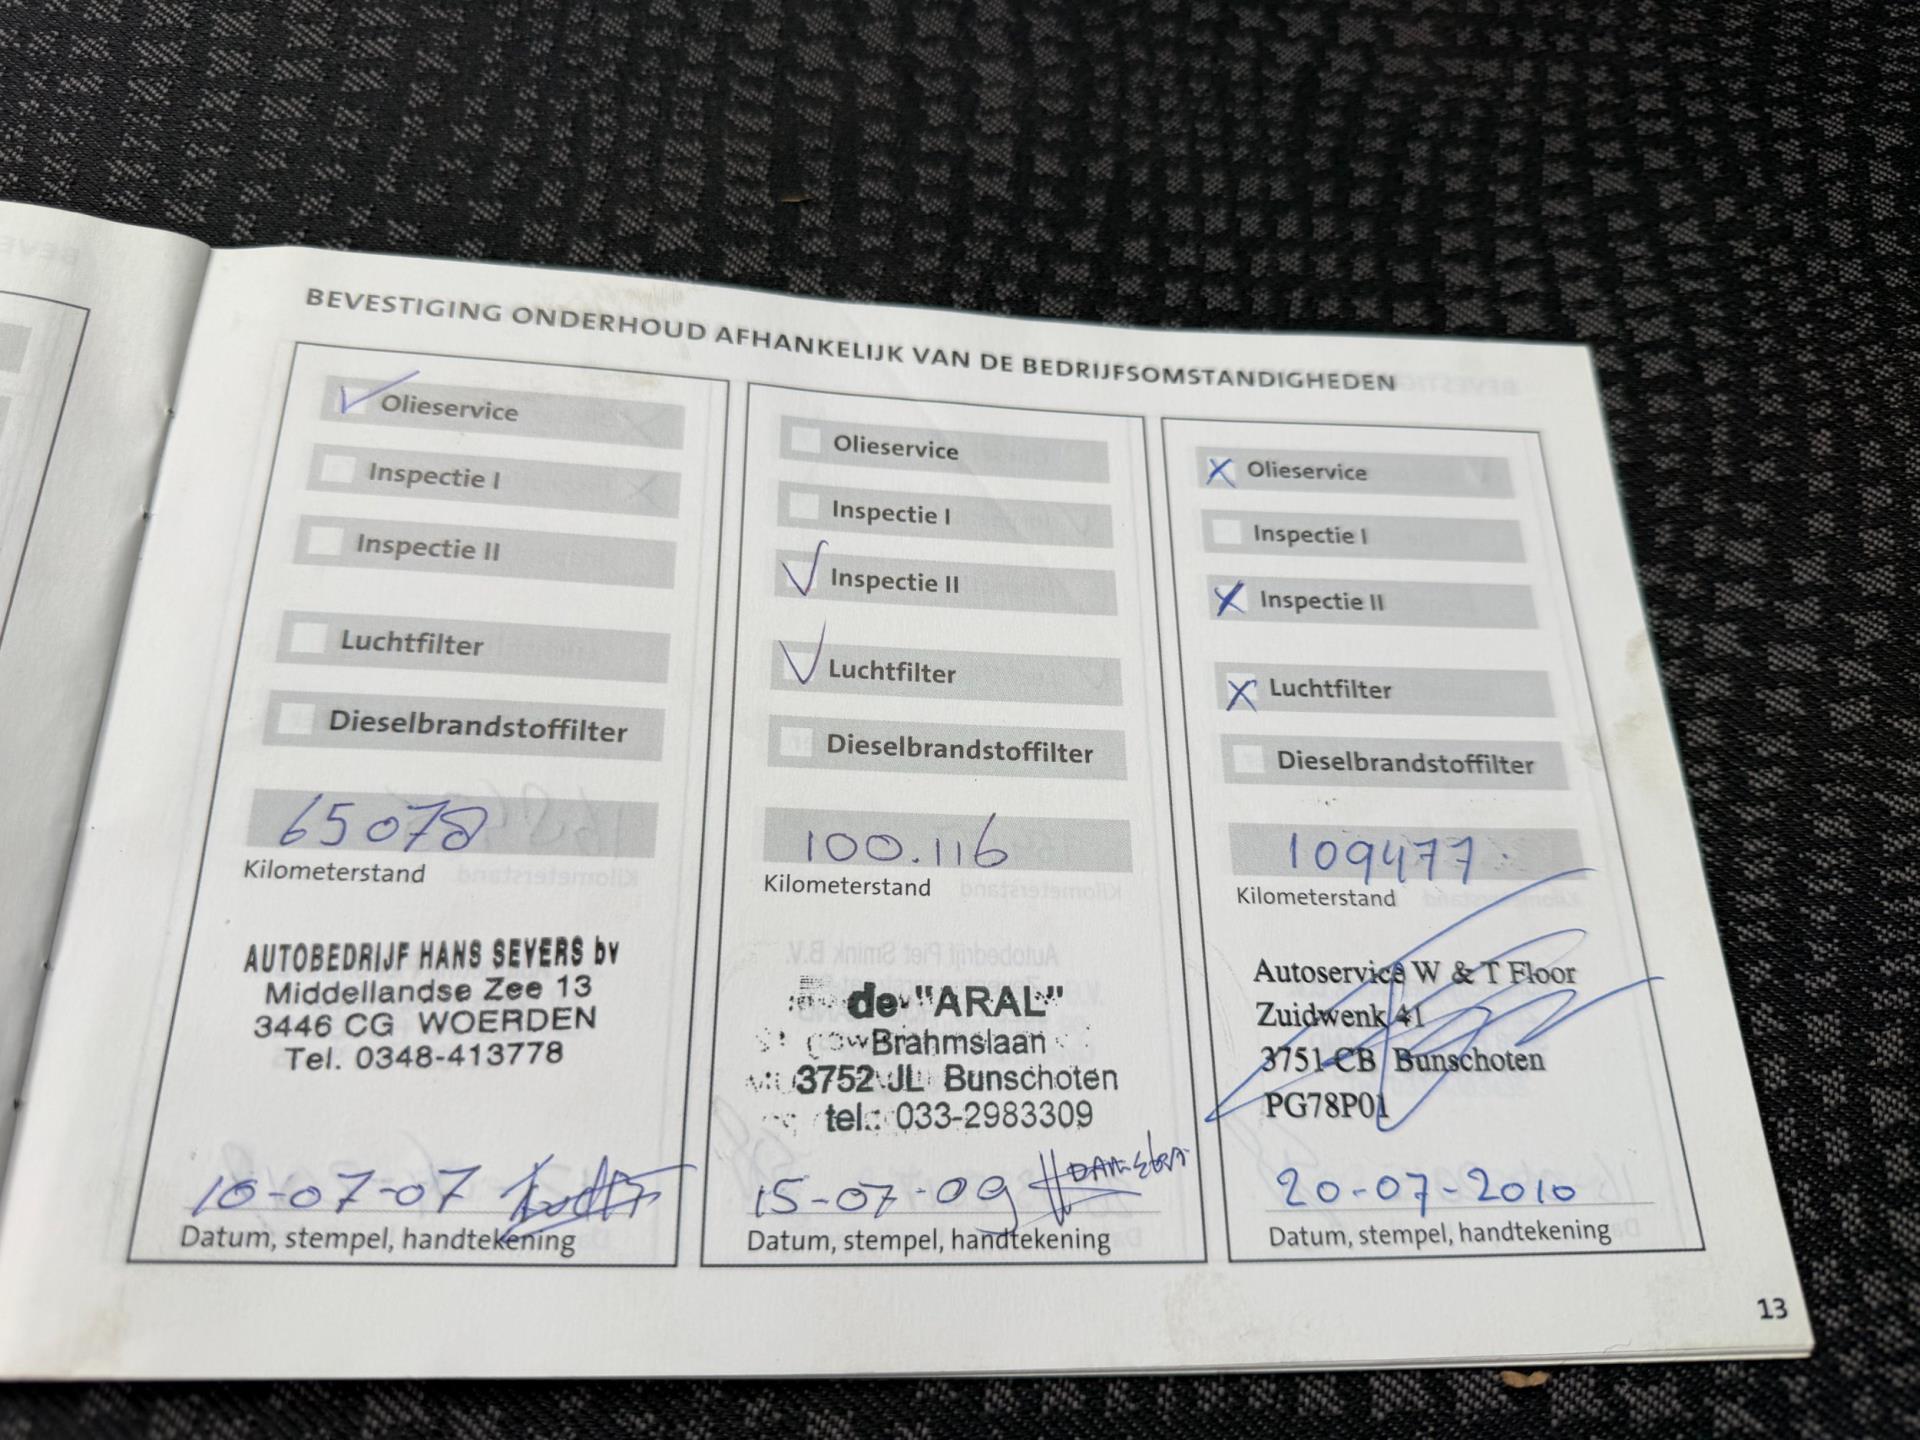 BEVESTIGING ONDERHOUD AFHANKELIJK VAN DE BEDRIJFSOMSTANDIGHEDEN
Olieservice
Inspectie I
Inspectie II
Luchtfilter
Dieselbrandstoffilter
65078
Kilometerstand
AUTOBEDRIJF HANS SEVERS bv
Middellandse Zee 13
3446 CG WOERDEN
Tel. 0348-413778
10-07-07
Datum, stempel, handtekening
Olieservice
Inspectie I
Inspectie II
Luchtfilter
Dieselbrandstoffilter
100.116
Kilometerstand
de "ARAL"
Brahmslaan
3752 JL Bunschoten
tel.: 033-2983309
15-07-09
Datum, stempel, handtekening
Olieservice
Inspectie I
Inspectie II
Luchtfilter
Dieselbrandstoffilter
109477
Kilometerstand
Autoservice W & T Floor
Zuidwenk 41
3751 CB Bunschoten
PG78P01
20-07-2010
Datum, stempel, handtekening
13